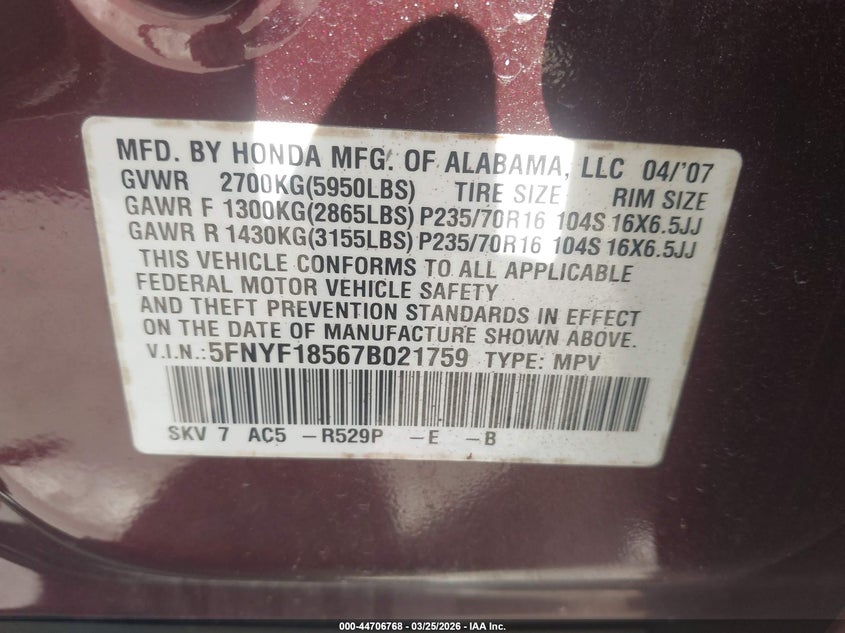 MFD. BY HONDA MFG. OF ALABAMA, LLC 04/'07
GVWR 2700KG(5950LBS) TIRE SIZE RIM SIZE
GAWR F 1300KG(2865LBS) P235/70R16 104S 16X6.5JJ
GAWR R 1430KG(3155LBS) P235/70R16 104S 16X6.5JJ
THIS VEHICLE CONFORMS TO ALL APPLICABLE
FEDERAL MOTOR VEHICLE SAFETY
AND THEFT PREVENTION STANDARDS IN EFFECT
ON THE DATE OF MANUFACTURE SHOWN ABOVE.
V.I.N.:5FNYF18567B021759 TYPE: MPV
SKV 7 AC5 -R529P -E -B
000-44706768 - 03/25/2026 - IAA Inc.